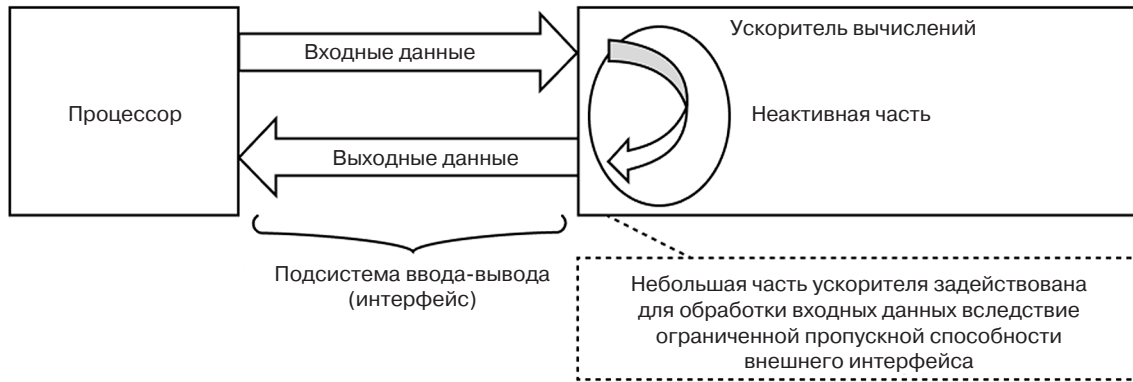 Процессор
Входные данные
Выходные данные
Ускоритель вычислений
Неактивная часть
Подсистема ввода-вывода
(интерфейс)
Небольшая часть ускорителя задействована
для обработки входных данных вследствие
ограниченной пропускной способности
внешнего интерфейса